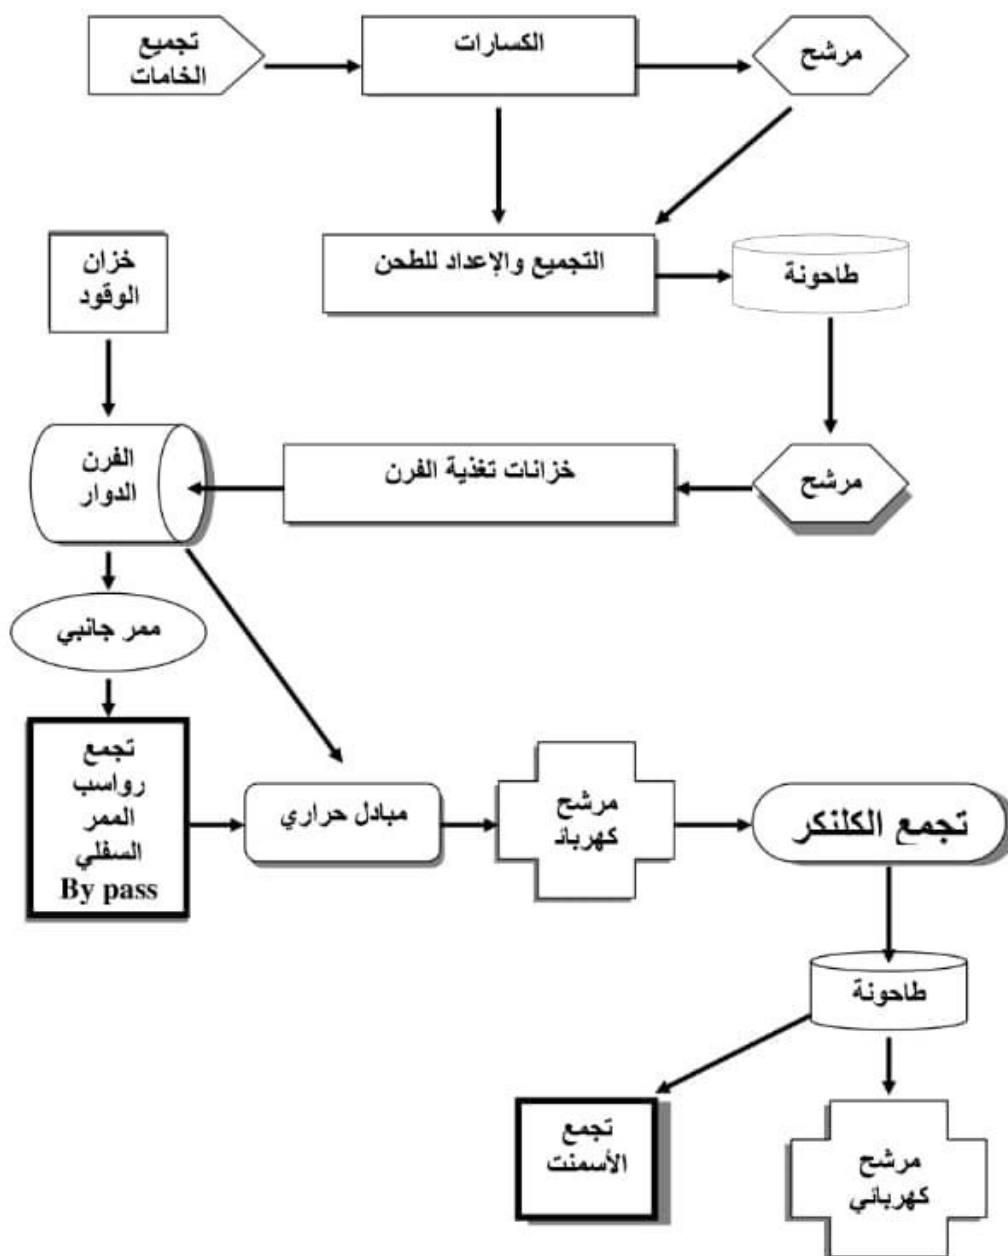 تجميع
الخامات
الكسارات
مرشح
التجميع والإعداد للطحن
طاحونة
خزان
الوقود
الفرن
الدوار
خزانات تغذية الفرن
مرشح
ممر جانبي
تجمع
رواسب
الممر
السفلي
By pass
مبادل حراري
مرشح
كهربائ
تجمع الكلنكر
طاحونة
تجمع
الأسمنت
مرشح
كهربائي